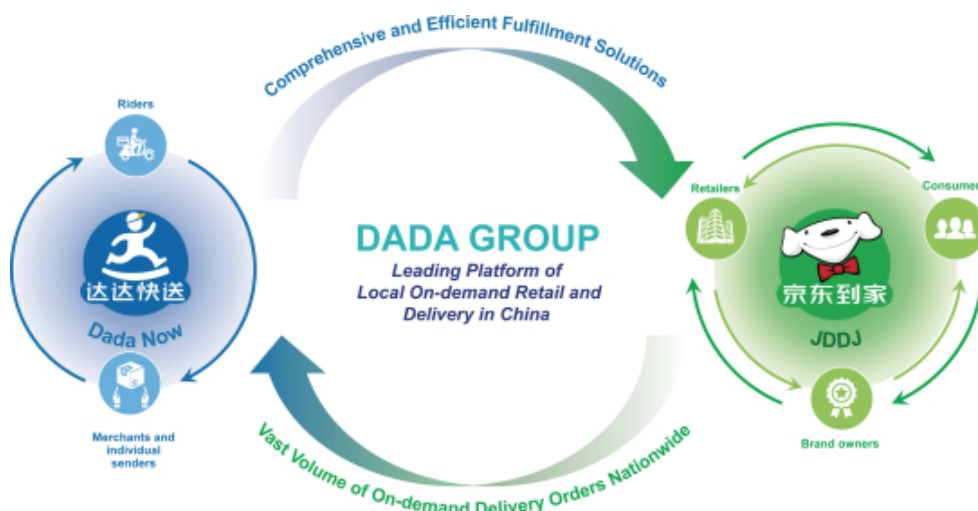 Comprehensive and Efficient Fulfillment Solutions
Riders
达达快送
Dada Now
Merchants and
individual
senders
DADA GROUP
Leading Platform of
Local On-demand Retail and
Delivery in China
Retailers
Consumer
京东到家
JDDJ
Brand owners
Vast Volume of On-demand Delivery Orders Nationwide